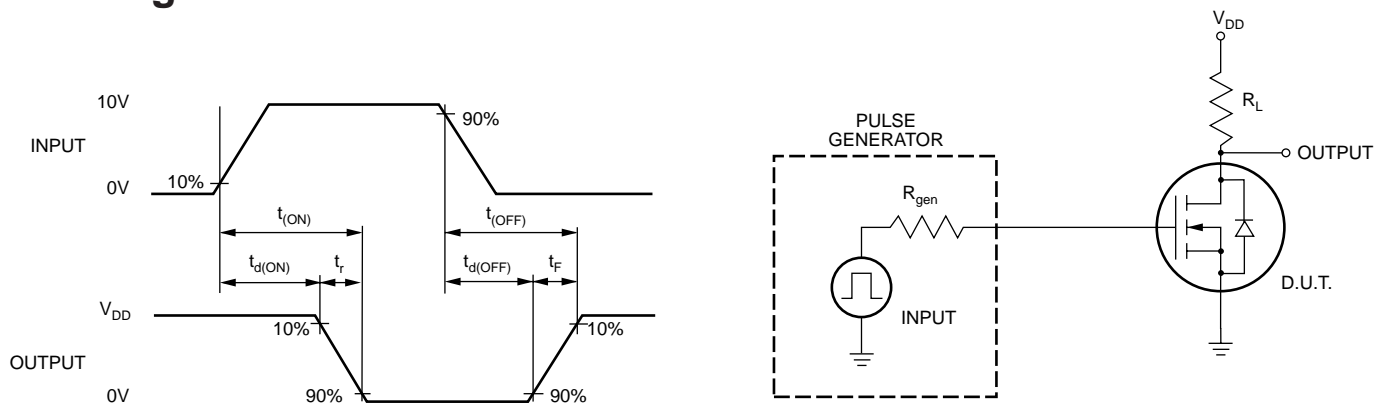 10V
INPUT
0V
10%
90%
t(ON)
t(OFF)
td(ON)
tr
td(OFF)
tF
VDD
OUTPUT
0V
10%
90%
10%
90%
PULSE
GENERATOR
Rgen
INPUT
VDD
RL
OUTPUT
D.U.T.